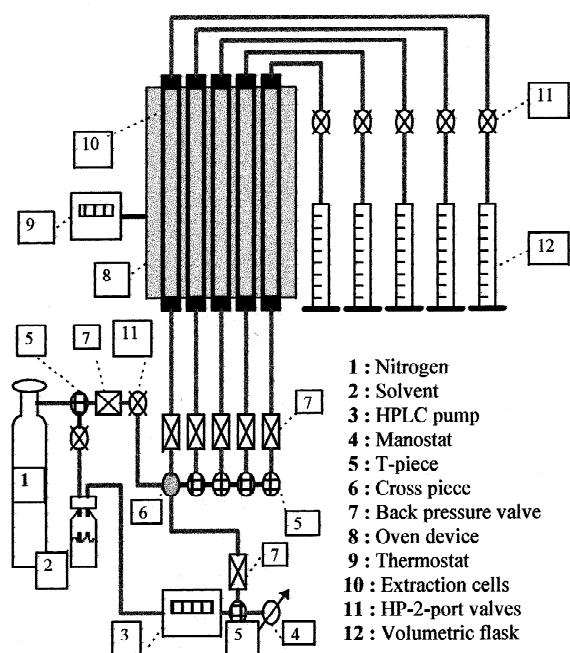 11
10
9
12
8
5
7
11
7
1
6
5
2
7
3
5
4
1 : Nitrogen
2 : Solvent
3 : HPLC pump
4 : Manostat
5 : T-piece
6 : Cross piece
7 : Back pressure valve
8 : Oven device
9 : Thermostat
10 : Extraction cells
11 : HP-2-port valves
12 : Volumetric flask